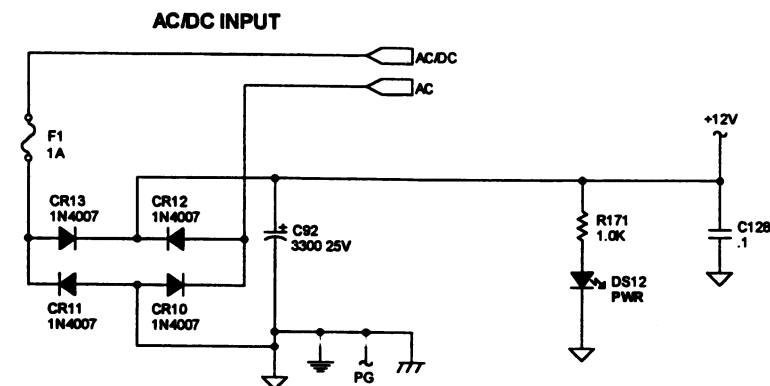 AC/DC INPUT
AC/DC
AC
F1
1A
+12V
CR13
1N4007
CR12
1N4007
+ C92
3300 25V
R171
1.0K
C128
.1
DS12
PWR
CR11
1N4007
CR10
1N4007
PG